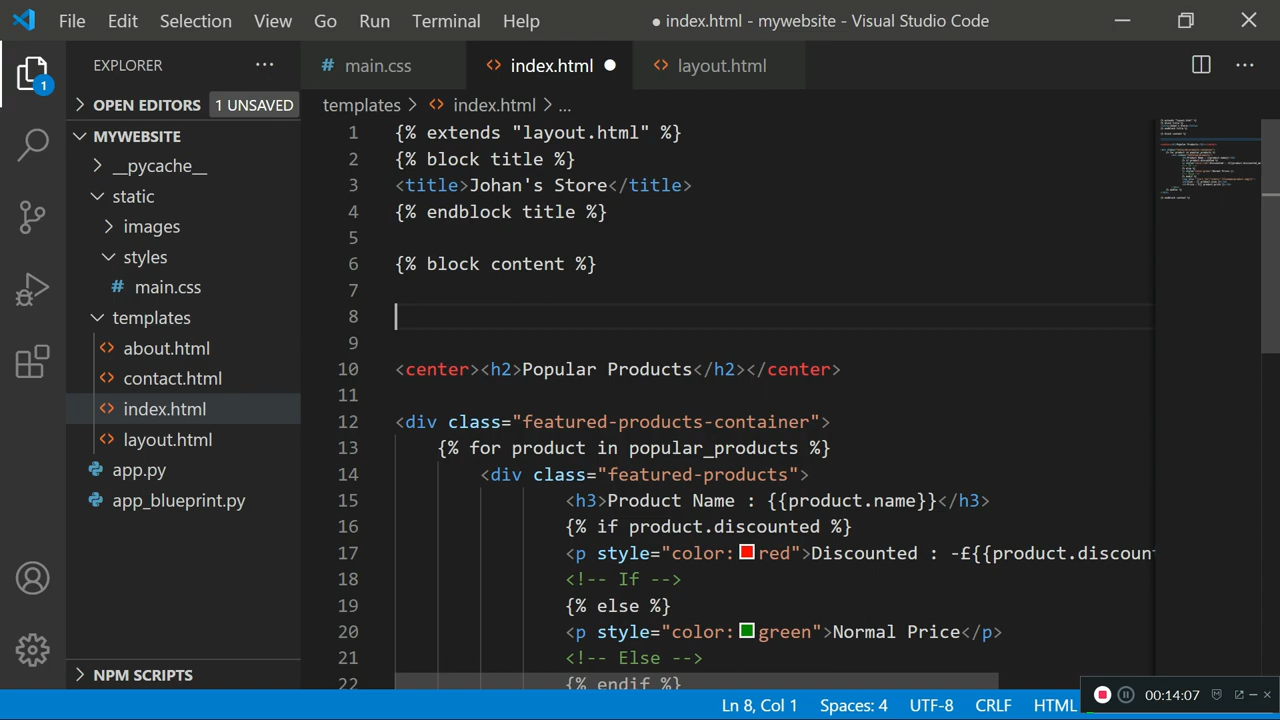 File Edit Selection View Go Run Terminal Help ● index.html - mywebsite - Visual Studio Code
EXPLORER
# main.css
<> index.html
<> layout.html
1
OPEN EDITORS 1 UNSAVED
templates > <> index.html > ...
MYWEBSITE
__pycache__
static
images
styles
# main.css
templates
<> about.html
<> contact.html
<> index.html
<> layout.html
app.py
app_blueprint.py
NPM SCRIPTS
1 {% extends "layout.html" %}
2 {% block title %}
3 <title>Johan's Store</title>
4 {% endblock title %}
5
6 {% block content %}
7
8
9
10 <center><h2>Popular Products</h2></center>
11
12 <div class="featured-products-container">
13 {% for product in popular_products %}
14 <div class="featured-products">
15 <h3>Product Name : {{product.name}}</h3>
16 {% if product.discounted %}
17 <p style="color:red">Discounted : -£{{product.discount
18 <!-- If -->
19 {% else %}
20 <p style="color:green">Normal Price</p>
21 <!-- Else -->
22 {% endif %}
Ln 8, Col 1 Spaces: 4 UTF-8 CRLF HTML
00:14:07